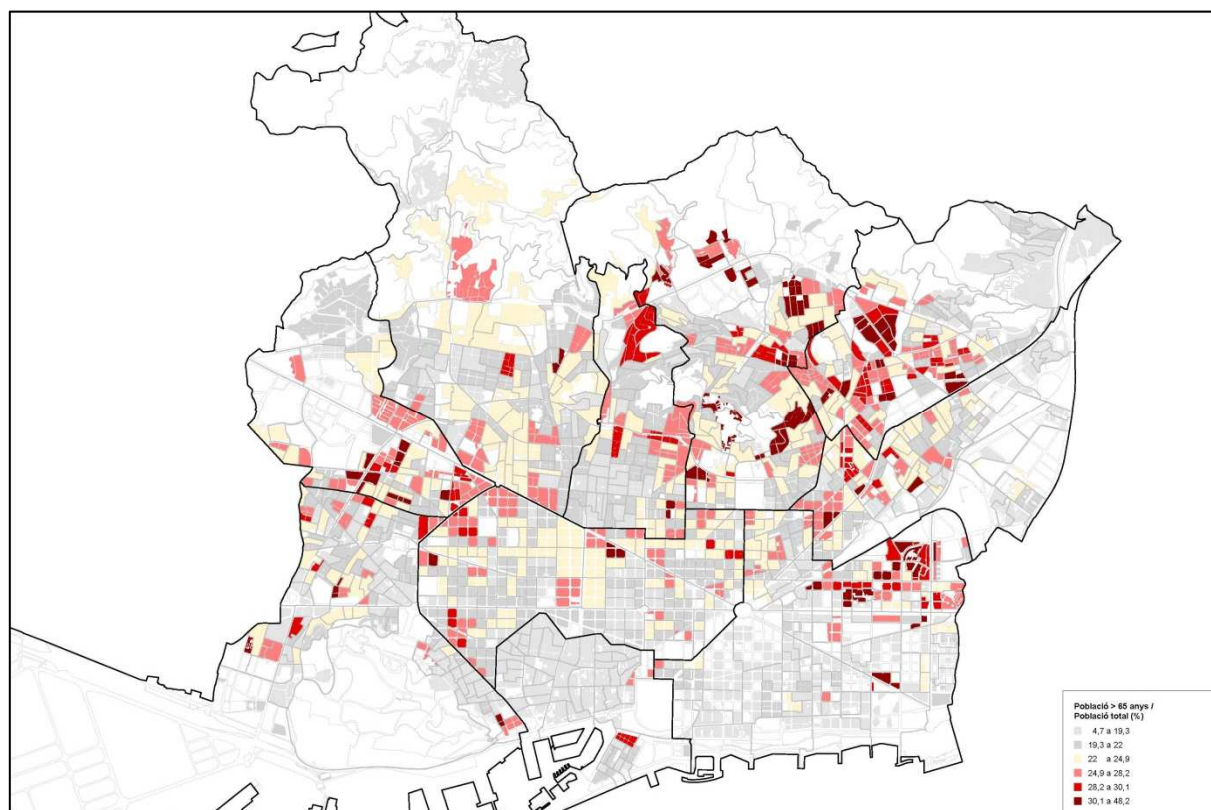 Població > 65 anys /
Població total (%)
4,7 a 19,3
19,3 a 22
22 a 24,9
24,9 a 28,2
28,2 a 30,1
30,1 a 48,2